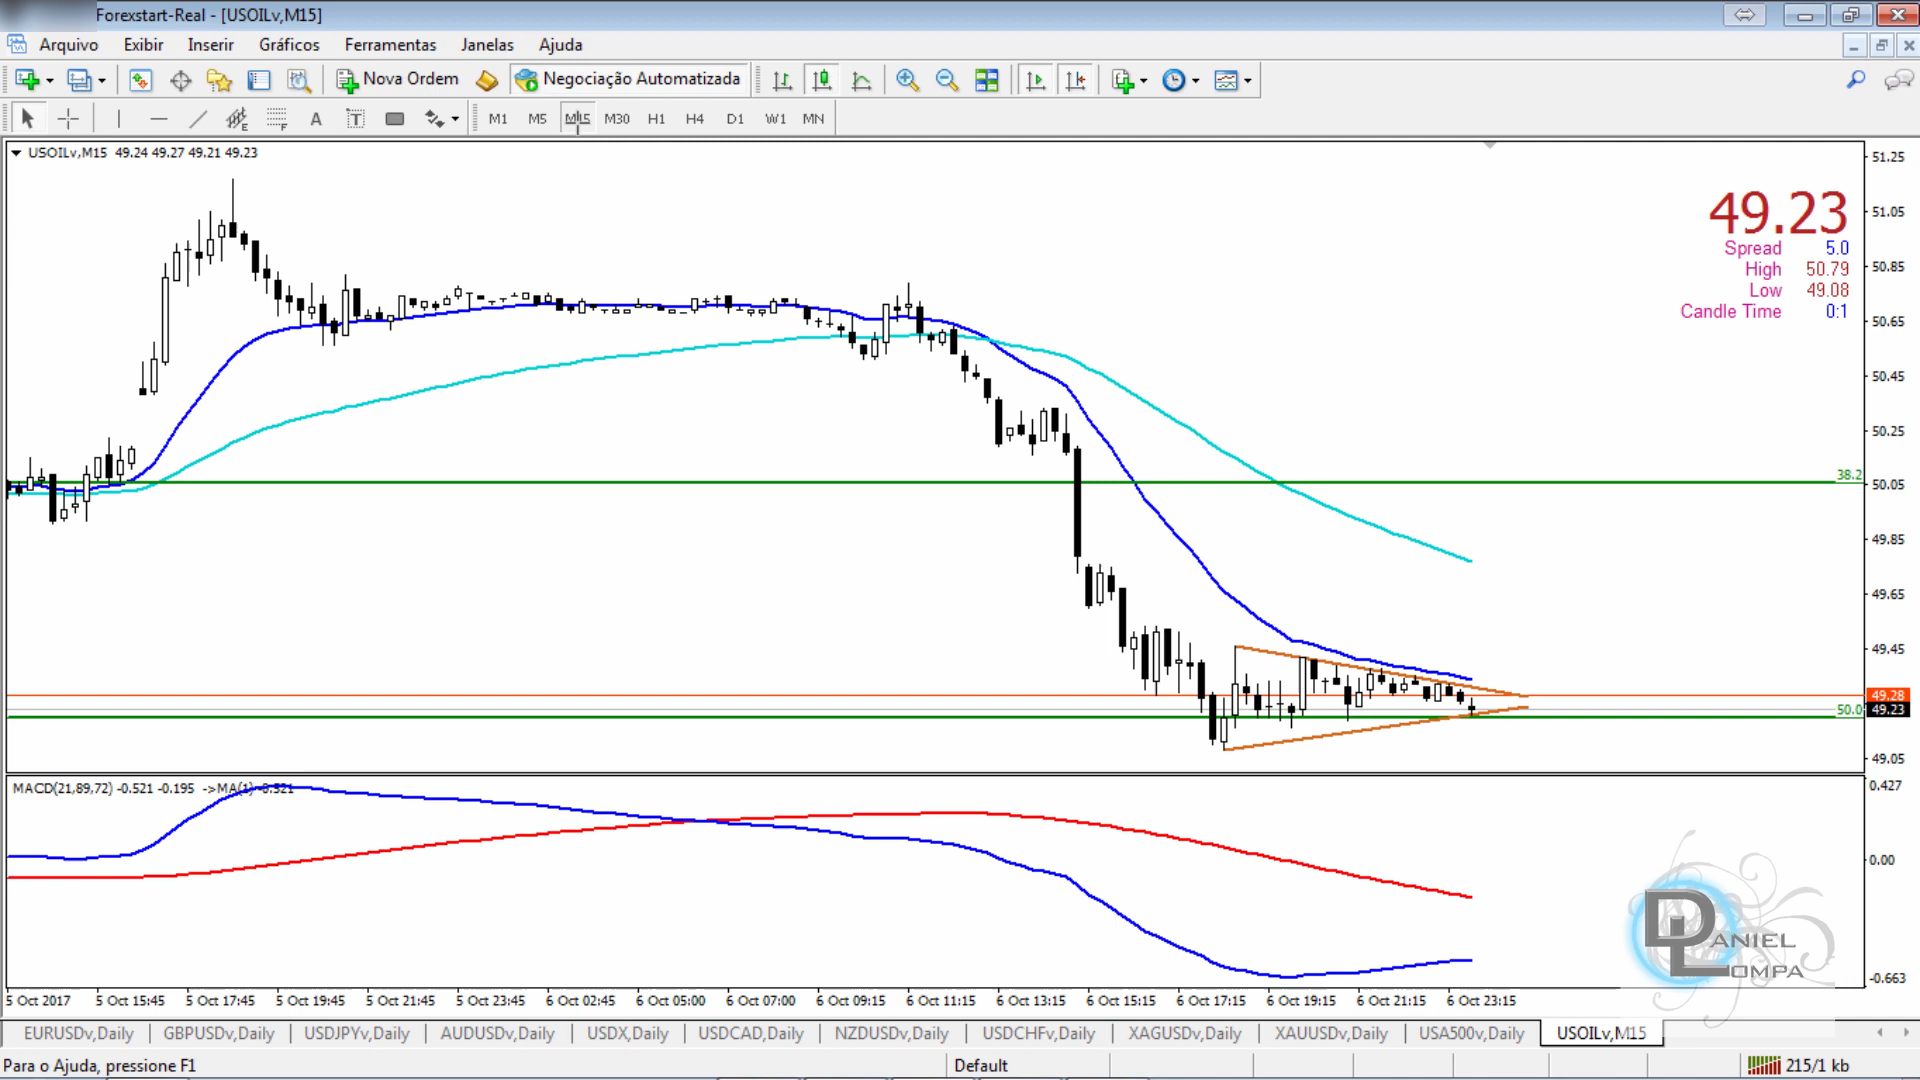 Forexstart-Real - [USOILv,M15]
Arquivo Exibir Inserir Gráficos Ferramentas Janelas Ajuda
Nova Ordem Negociação Automatizada
A T M1 M5 M15 M30 H1 H4 D1 W1 MN
USOILv,M15 49.24 49.27 49.21 49.23
51.25
51.05
49.23
Spread 5.0
High 50.79
Low 49.08
Candle Time 0:1
50.85
50.65
50.45
50.25
38.2
50.05
49.85
49.65
49.45
49.28
50.0
49.23
49.05
MACD(21,89,72) -0.521 -0.195 ->MA(1) -0.521
0.427
0.00
-0.663
DANIEL
LOMPA
5 Oct 2017 5 Oct 15:45 5 Oct 17:45 5 Oct 19:45 5 Oct 21:45 5 Oct 23:45 6 Oct 02:45 6 Oct 05:00 6 Oct 07:00 6 Oct 09:15 6 Oct 11:15 6 Oct 13:15 6 Oct 15:15 6 Oct 17:15 6 Oct 19:15 6 Oct 21:15 6 Oct 23:15
EURUSDv,Daily GBPUSDv,Daily USDJPYv,Daily AUDUSDv,Daily USDX,Daily USDCAD,Daily NZDUSDv,Daily USDCHFv,Daily XAGUSDv,Daily XAUUSDv,Daily USA500v,Daily USOILv,M15
Para o Ajuda, pressione F1 Default 215/1 kb